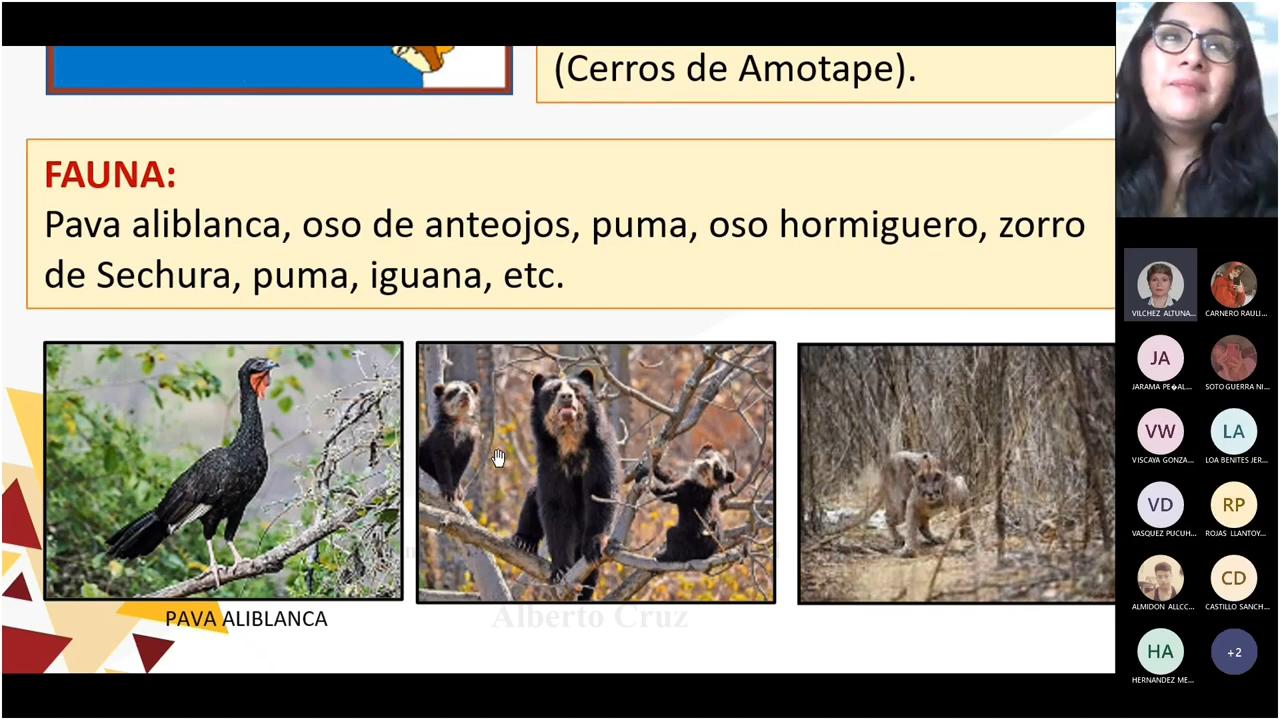 (Cerros de Amotape).
FAUNA:
Pava aliblanca, oso de anteojos, puma, oso hormiguero, zorro
de Sechura, puma, iguana, etc.
PAVA ALIBLANCA
Alberto Cruz
VILCHEZ ALTUNA...
CARNERO RAULI...
JA
JARAMA PE�AL...
SOTO GUERRA NI...
VW
VISCAYA GONZA...
LA
LOA BENITES JER...
VD
VASQUEZ PUCUH...
RP
ROJAS LLANTOY...
ALMIDON ALLCC...
CD
CASTILLO SANCH...
HA
HERNANDEZ ME...
+2